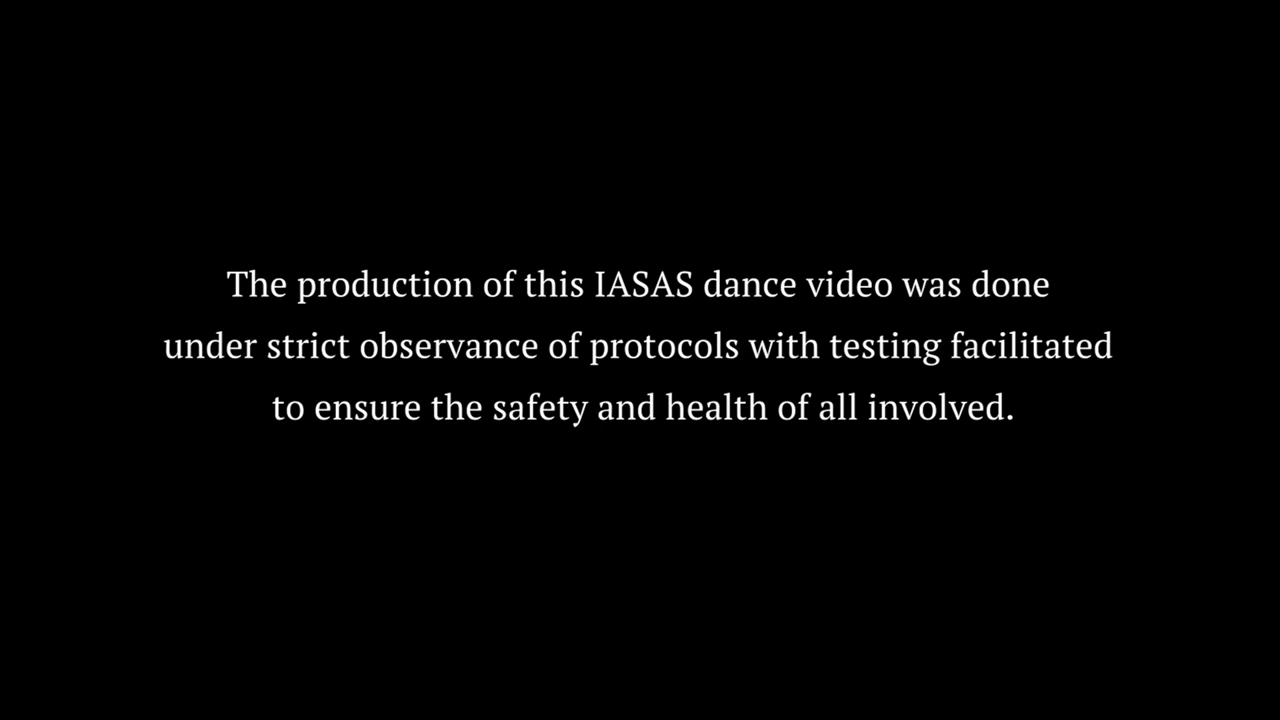 The production of this IASAS dance video was done
under strict observance of protocols with testing facilitated
to ensure the safety and health of all involved.